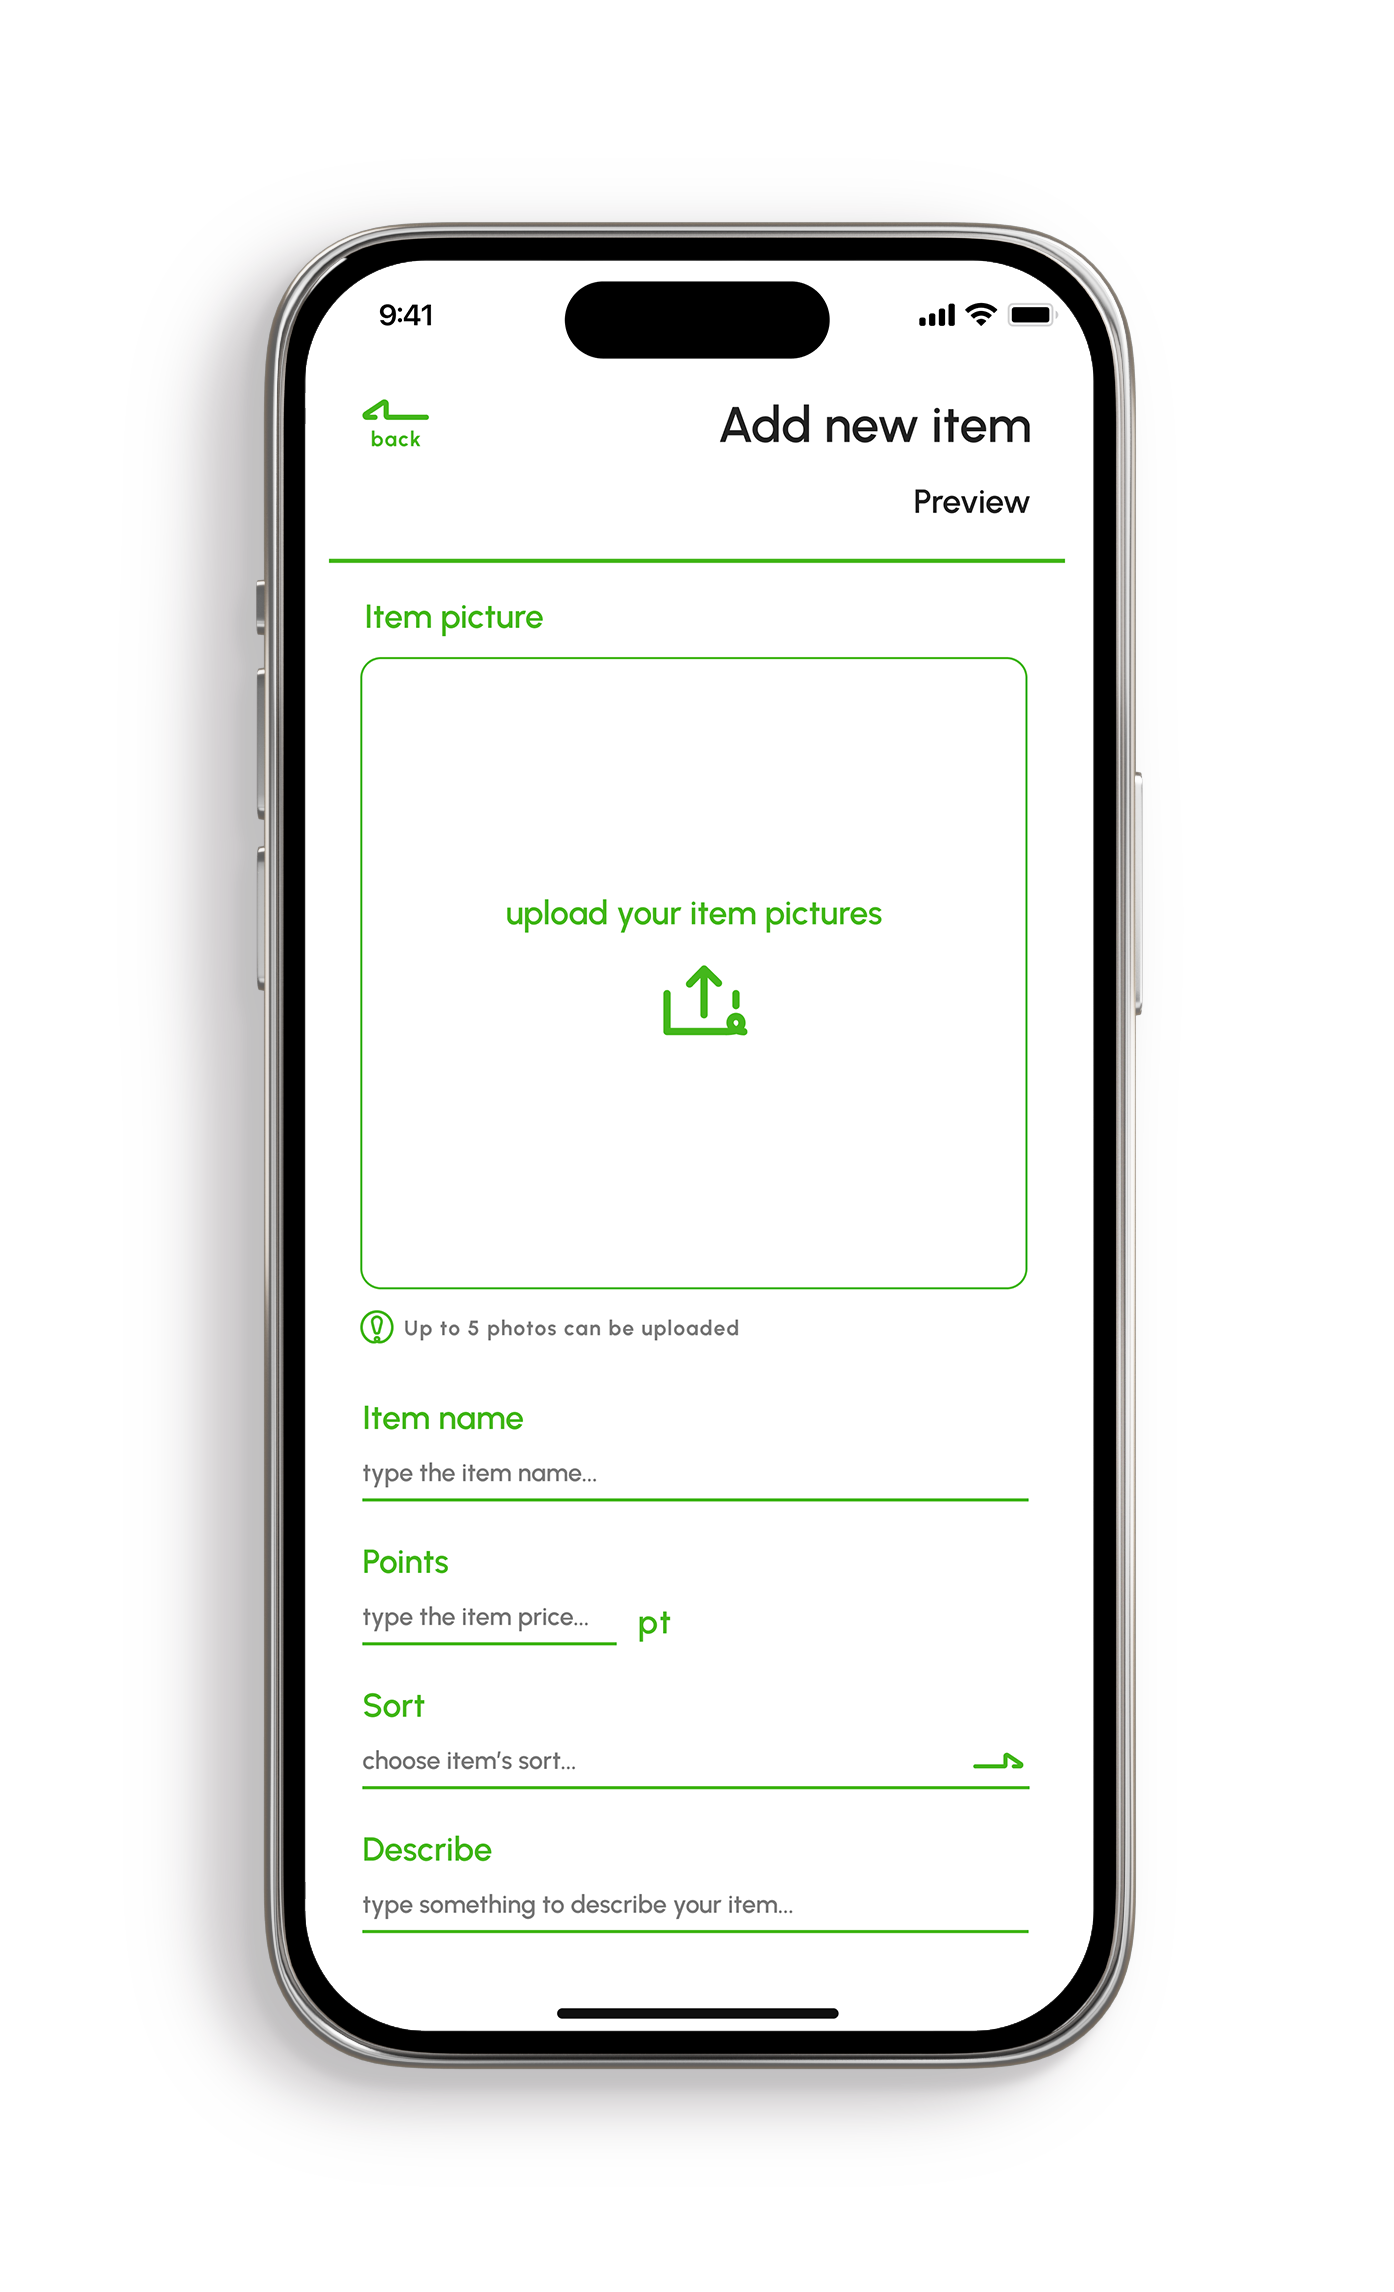 9:41
back
Add new item
Preview
Item picture
upload your item pictures
Up to 5 photos can be uploaded
Item name
type the item name...
Points
type the item price...
pt
Sort
choose item’s sort...
Describe
type something to describe your item...